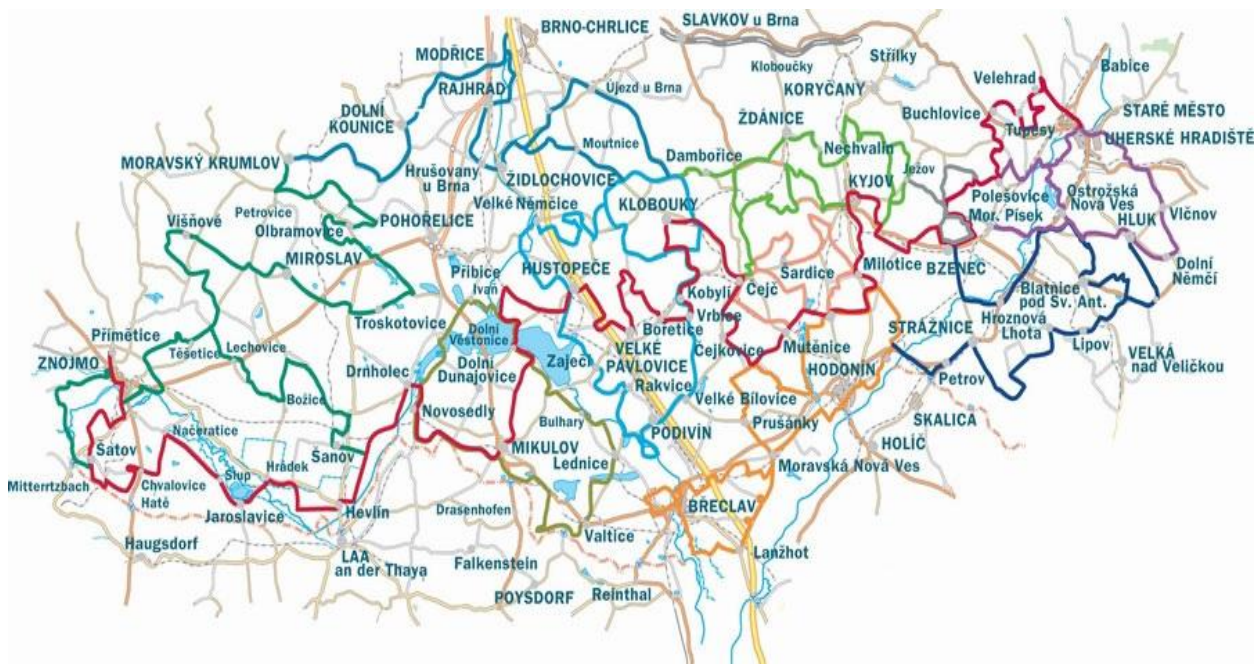 SLAVKOV u Brna
BRNO-CHRLICE
Střílky
MODŘICE
Kloboučky
Babice
Velehrad
RAJHRAD
Újezd u Brna
KORYČANY
DOLNÍ
KOUNICE
ŽDÁNICE
Buchlovice
STARÉ MĚSTO
Tupesy
UHERSKÉ HRADIŠTĚ
Moutnice
Nechvalín
MORAVSKÝ KRUMLOV
Dambořice
Hrušovany
u Brna
ŽIDLOCHOVICE
Ježov
KYJOV
Polešovice
Ostrožská
Nová Ves
Velké Němčice
KLOBOUKY
Petrovice
Višňové
POHOŘELICE
Olbramovice
Mor. Písek
HLUK
Vlčnov
Přibice
Ivaň
HUSTOPEČE
Šardice
Milotice
BZENEC
Dolní
Němčí
MIROSLAV
Kobylí
Čejč
Blatnice
pod Sv. Ant.
Troskotovice
Bořetice
Vrbice
Hroznová
Lhota
STRÁŽNICE
Přímětice
Dolní
Věstonice
Mutěnice
Lipov
VELKÁ
nad Veličkou
Těšetice
Lechovice
Zaječí
VELKÉ
PAVLOVICE
Čejkovice
ZNOJMO
Dolní
Dunajovice
HODONÍN
Petrov
Drnholec
Rakvice
Božice
Novosedly
Velké Bílovice
SKALICA
Bulhary
Prušánky
Načeratice
PODIVÍN
HOLÍČ
Šatov
Šanov
MIKULOV
Lednice
Moravská Nová Ves
Hrádek
Slup
Mitterrtzbach
Chvalovice
Hatě
BŘECLAV
Jaroslavice
Hevlín
Drasenhofen
Valtice
Haugsdorf
LAA
an der Thaya
Lanžhot
Falkenstein
POYSDORF
Reinthal